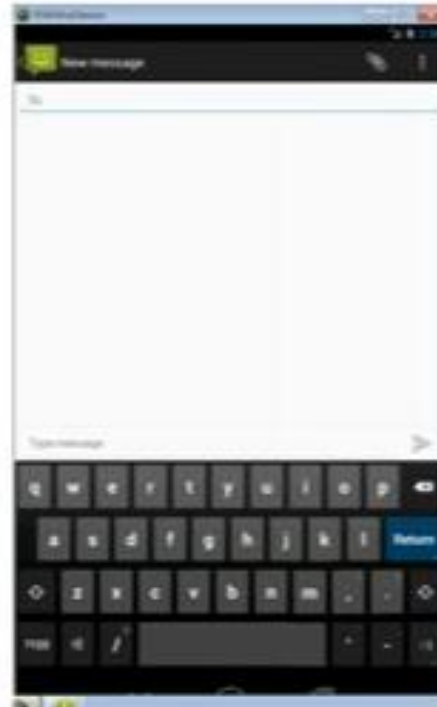 New message
To
Type message
q w e r t y u i o p
a s d f g h j k l Return
z x c v b n m , .
/